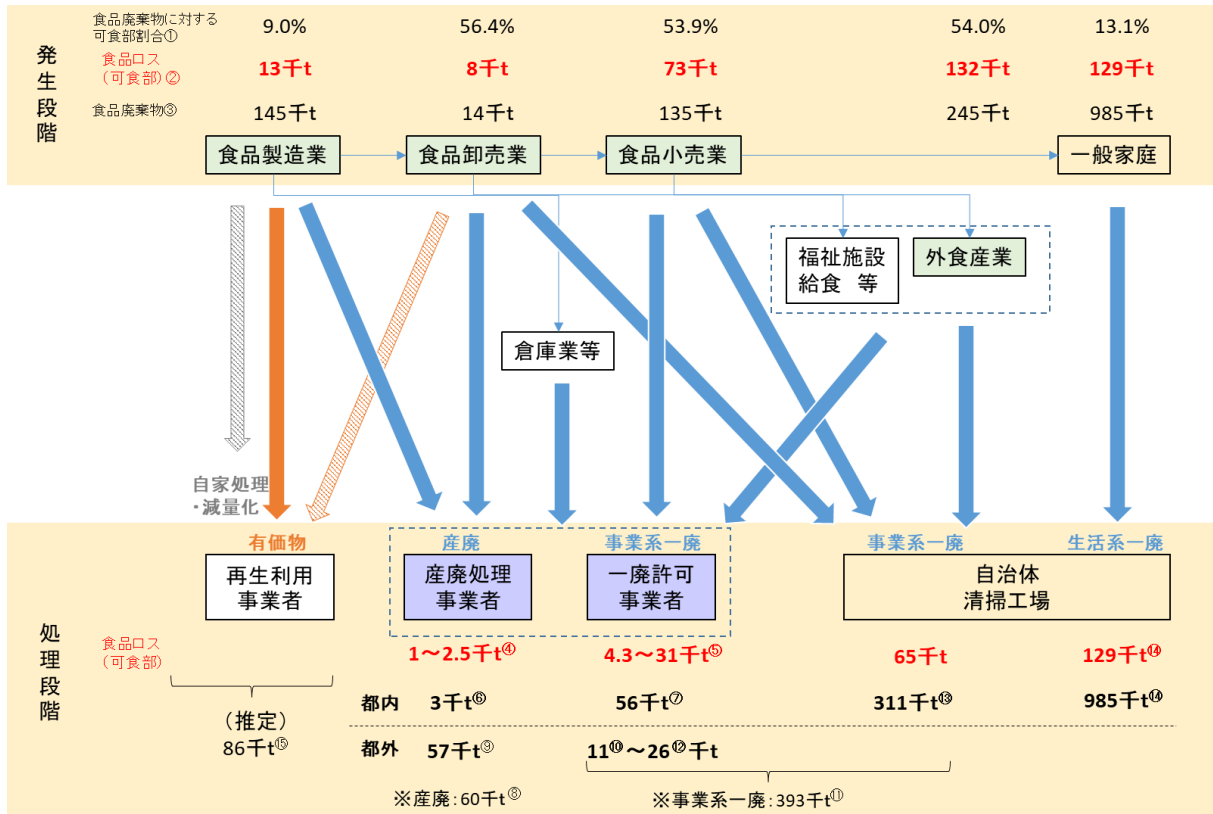 食品廃棄物に対する
可食部割合①
9.0%
56.4%
53.9%
54.0%
13.1%
発生段階
食品ロス
（可食部）②
13千t
8千t
73千t
132千t
129千t
食品廃棄物③
145千t
14千t
135千t
245千t
985千t
食品製造業
食品卸売業
食品小売業
一般家庭
福祉施設
給食 等
外食産業
倉庫業等
自家処理
・減量化
有価物
産廃
事業系一廃
事業系一廃
生活系一廃
再生利用
事業者
産廃処理
事業者
一廃許可
事業者
自治体
清掃工場
処理段階
食品ロス
（可食部）
1～2.5千t④
4.3～31千t⑤
65千t
129千t⑭
（推定）
86千t⑮
都内
3千t⑥
56千t⑦
311千t⑬
985千t⑭
都外
57千t⑨
11⑩～26⑫千t
※産廃：60千t⑧
※事業系一廃：393千t⑪